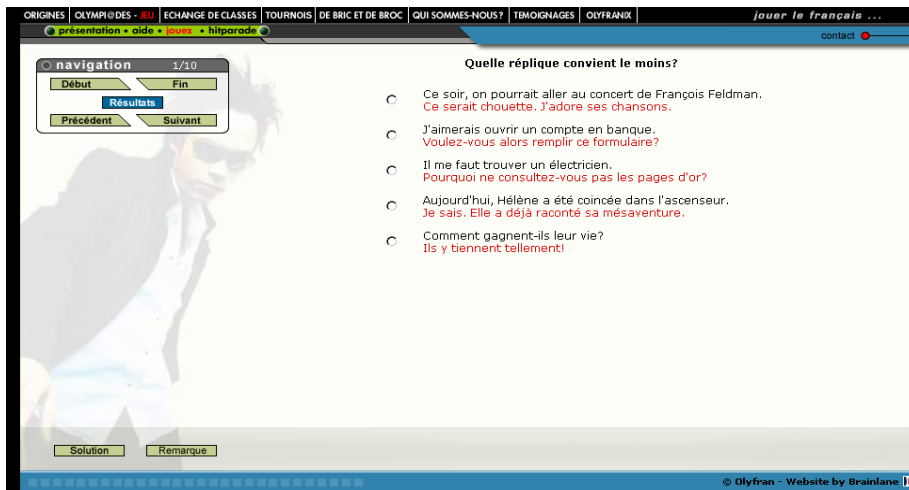 ORIGINES OLYMPI@DES - JEU ECHANGE DE CLASSES TOURNOIS DE BRIC ET DE BROC QUI SOMMES-NOUS? TEMOIGNAGES OLYFRANIX jouer le français ...
présentation • aide • jouez • hitparade
contact
navigation 1/10
Début Fin
Résultats
Précédent Suivant
Quelle réplique convient le moins?
Ce soir, on pourrait aller au concert de François Feldman.
Ce serait chouette. J'adore ses chansons.
J'aimerais ouvrir un compte en banque.
Voulez-vous alors remplir ce formulaire?
Il me faut trouver un électricien.
Pourquoi ne consultez-vous pas les pages d'or?
Aujourd'hui, Hélène a été coincée dans l'ascenseur.
Je sais. Elle a déjà raconté sa mésaventure.
Comment gagnent-ils leur vie?
Ils y tiennent tellement!
Solution Remarque
© Olyfran - Website by Brainlane